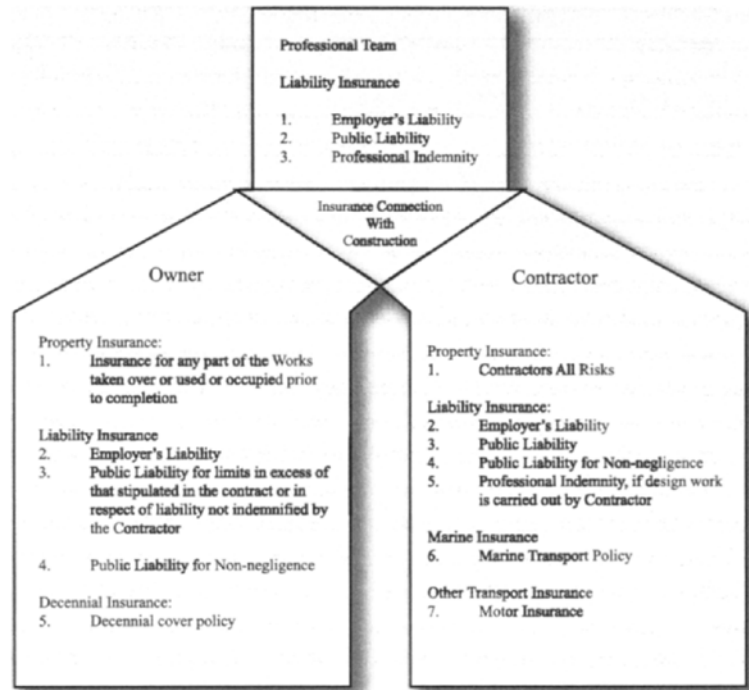 Professional Team
Liability Insurance
1. Employer's Liability
2. Public Liability
3. Professional Indemnity
Insurance Connection
With
Construction
Owner
Property Insurance:
1. Insurance for any part of the Works
taken over or used or occupied prior
to completion
Liability Insurance
2. Employer's Liability
3. Public Liability for limits in excess of
that stipulated in the contract or in
respect of liability not indemnified by
the Contractor
4. Public Liability for Non-negligence
Decennial Insurance:
5. Decennial cover policy
Contractor
Property Insurance:
1. Contractors All Risks
Liability Insurance:
2. Employer's Liability
3. Public Liability
4. Public Liability for Non-negligence
5. Professional Indemnity, if design work
is carried out by Contractor
Marine Insurance
6. Marine Transport Policy
Other Transport Insurance
7. Motor Insurance